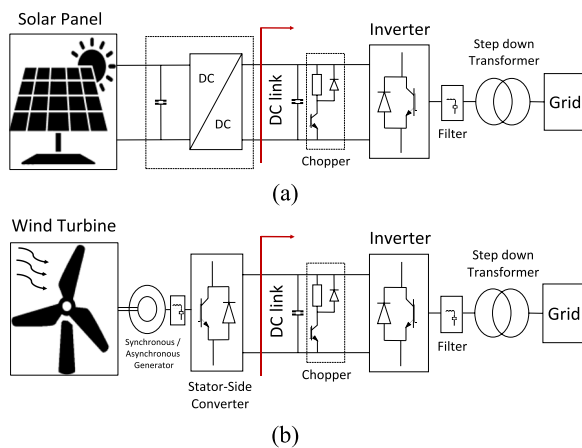 Solar Panel
Inverter
Step down
Transformer
DC
DC
DC link
Chopper
Filter
Grid
(a)
Wind Turbine
Inverter
Step down
Transformer
Synchronous /
Asynchronous
Generator
Stator-Side
Converter
DC link
Chopper
Filter
Grid
(b)